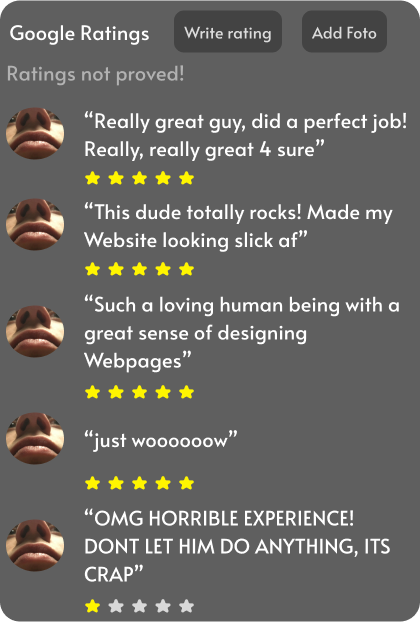 Google Ratings
Write rating
Add Foto
Ratings not proved!
“Really great guy, did a perfect job!
Really, really great 4 sure”
“This dude totally rocks! Made my
Website looking slick af”
“Such a loving human being with a
great sense of designing
Webpages”
“just woooooow”
“OMG HORRIBLE EXPERIENCE!
DONT LET HIM DO ANYTHING, ITS
CRAP”